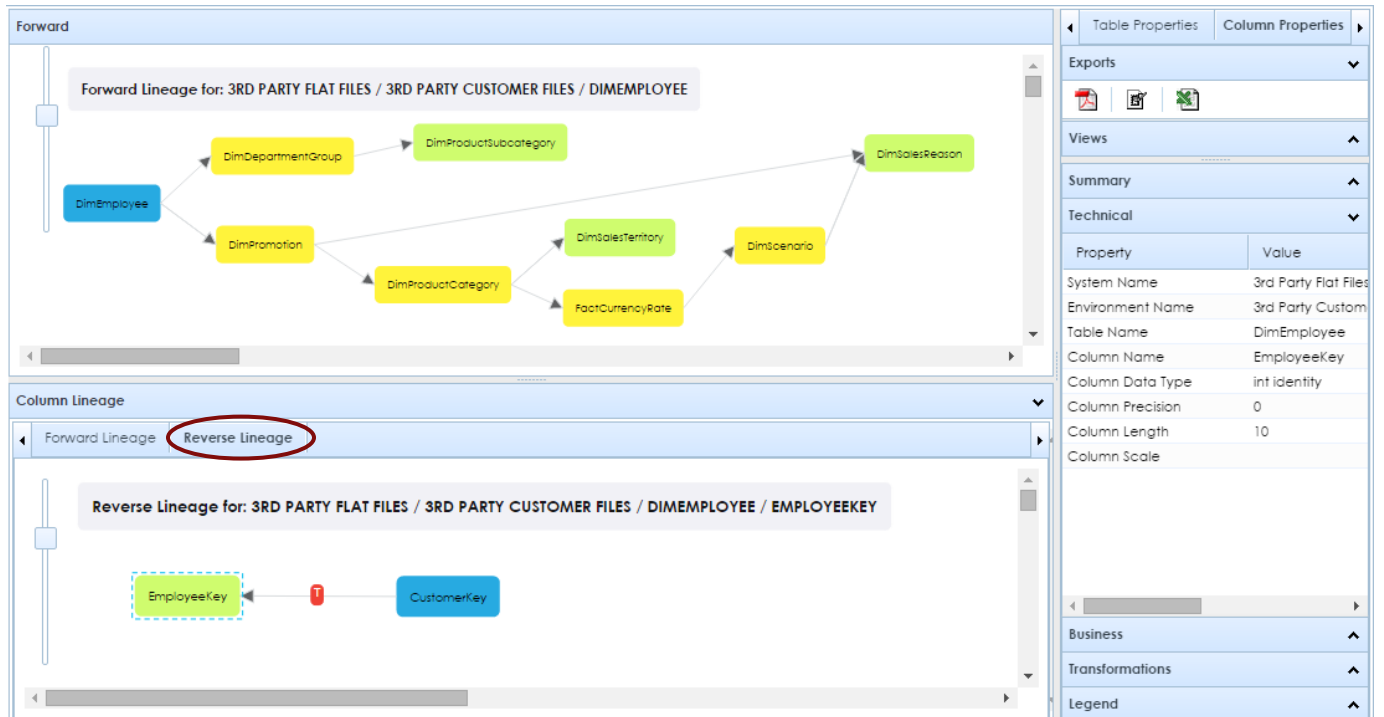 Forward
Forward Lineage for: 3RD PARTY FLAT FILES / 3RD PARTY CUSTOMER FILES / DIMEMPLOYEE
DimProductSubcategory
DimDepartmentGroup
DimSalesReason
DimEmployee
DimPromotion
DimSalesTerritory
DimScenario
DimProductCategory
FactCurrencyRate
Column Lineage
Forward Lineage
Reverse Lineage
Reverse Lineage for: 3RD PARTY FLAT FILES / 3RD PARTY CUSTOMER FILES / DIMEMPLOYEE / EMPLOYEEKEY
EmployeeKey
T
CustomerKey
Table Properties
Column Properties
Exports
Views
Summary
Technical
Property Value
System Name 3rd Party Flat Files
Environment Name 3rd Party Custom
Table Name DimEmployee
Column Name EmployeeKey
Column Data Type int identity
Column Precision 0
Column Length 10
Column Scale
Business
Transformations
Legend